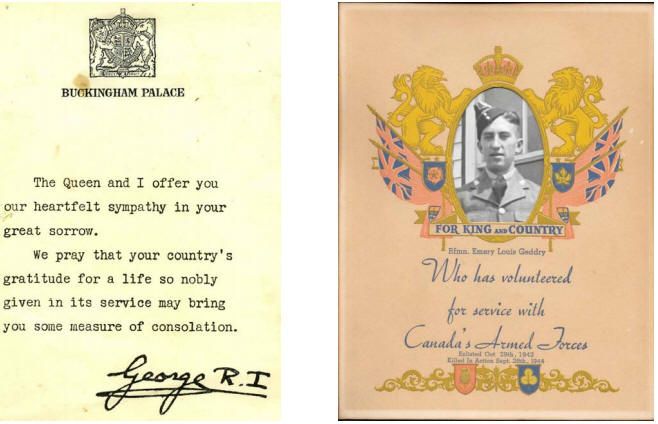 BUCKINGHAM PALACE
The Queen and I offer you
our heartfelt sympathy in your
great sorrow.
We pray that your country's
gratitude for a life so nobly
given in its service may bring
you some measure of consolation.
George R.I
FOR KING AND COUNTRY
Rfmn. Emery Louis Geddry
Who has volunteered
for service with
Canada's Armed Forces
Enlisted Oct 29th, 1942
Killed In Action Sept. 28th, 1944